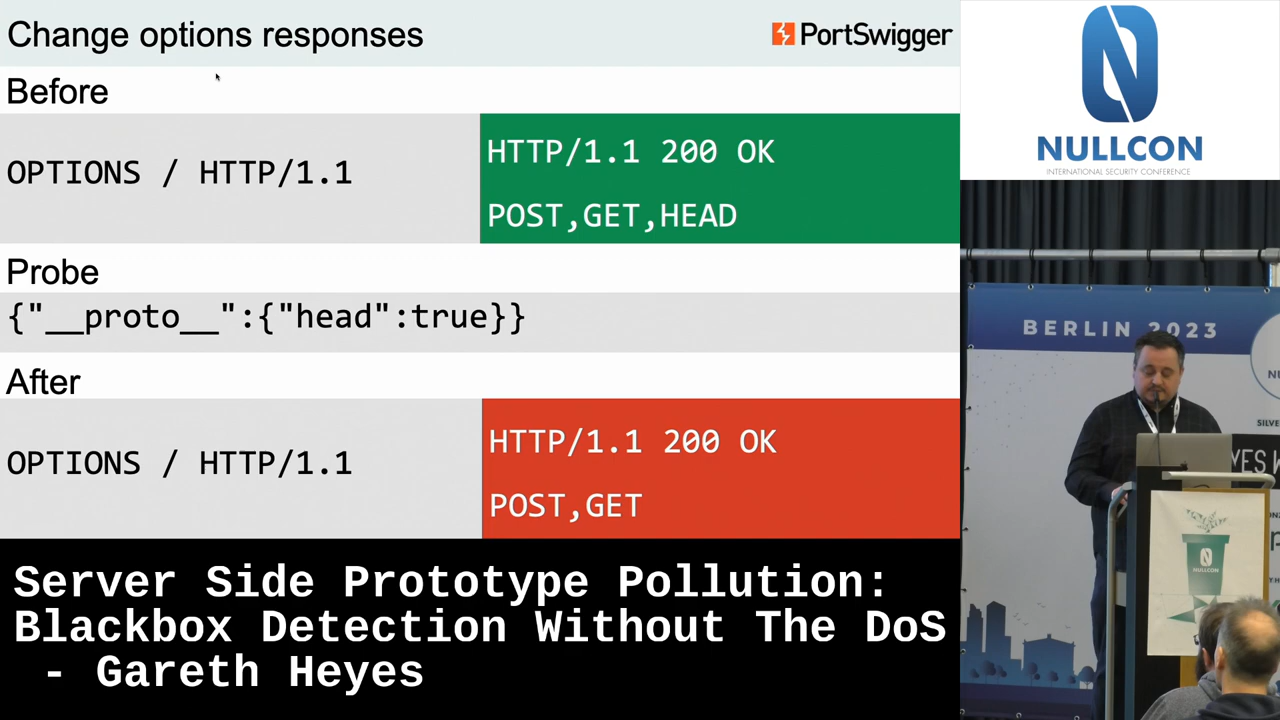 Change options responses
PortSwigger
Before
OPTIONS / HTTP/1.1
HTTP/1.1 200 OK
POST,GET,HEAD
Probe
{"__proto__":{"head":true}}
After
OPTIONS / HTTP/1.1
HTTP/1.1 200 OK
POST,GET
Server Side Prototype Pollution:
Blackbox Detection Without The DoS
- Gareth Heyes
NULLCON
INTERNATIONAL SECURITY CONFERENCE
BERLIN 2023
NULLCON